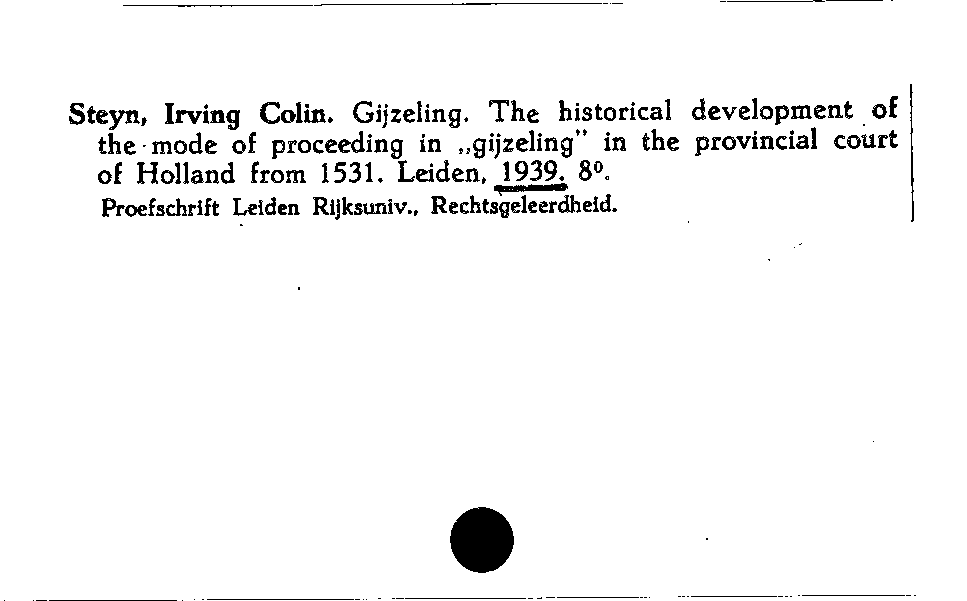 Steyn, Irving Colin. Gijzeling. The historical development of
the mode of proceeding in „gijzeling” in the provincial court
of Holland from 1531. Leiden, 1939. 8⁰.
Proefschrift Leiden Rijksuniv., Rechtsgeleerdheid.